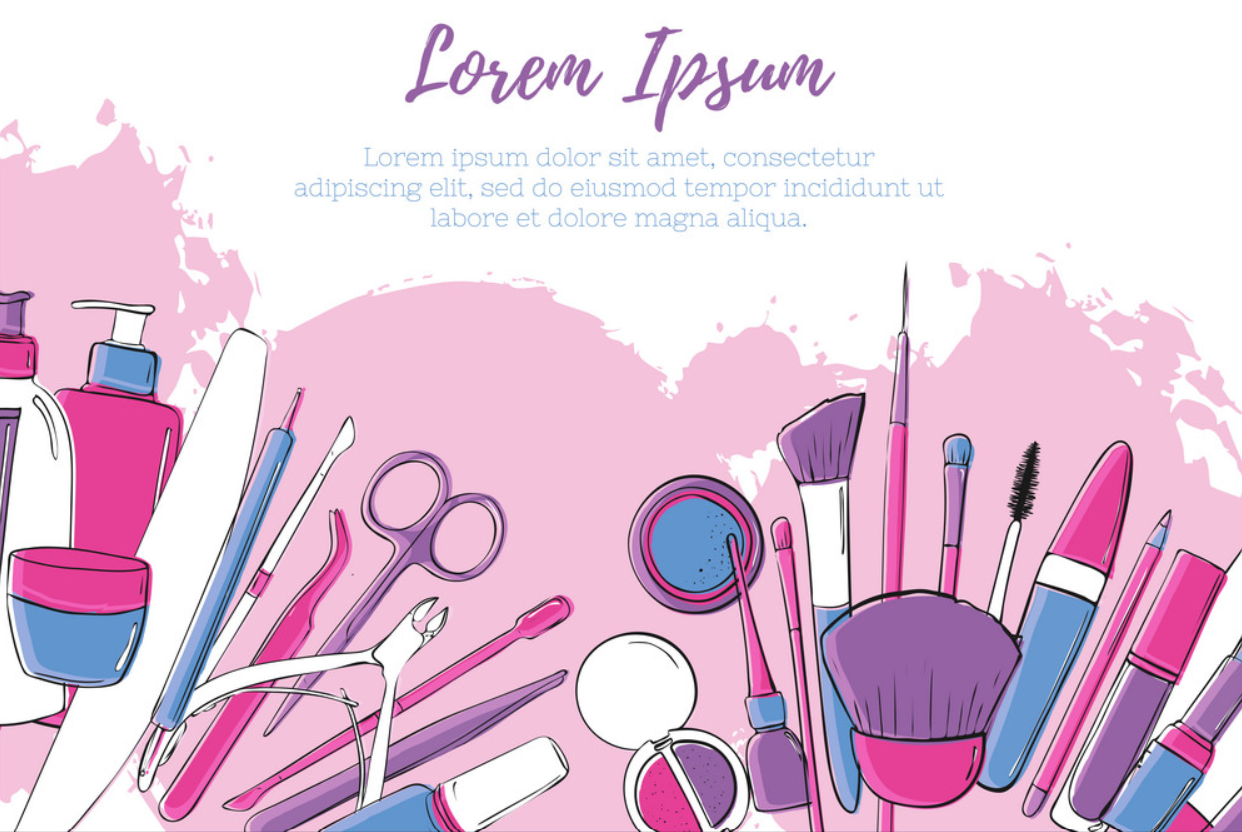 Lorem Ipsum
Lorem ipsum dolor sit amet, consectetur
adipiscing elit, sed do eiusmod tempor incididunt ut
labore et dolore magna aliqua.